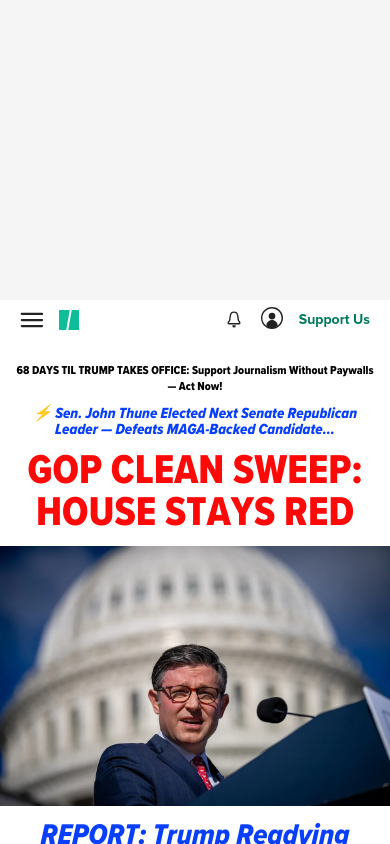 Support Us
68 DAYS TIL TRUMP TAKES OFFICE: Support Journalism Without Paywalls
— Act Now!
⚡ Sen. John Thune Elected Next Senate Republican
Leader — Defeats MAGA-Backed Candidate...
GOP CLEAN SWEEP:
HOUSE STAYS RED
REPORT: Trump Readying